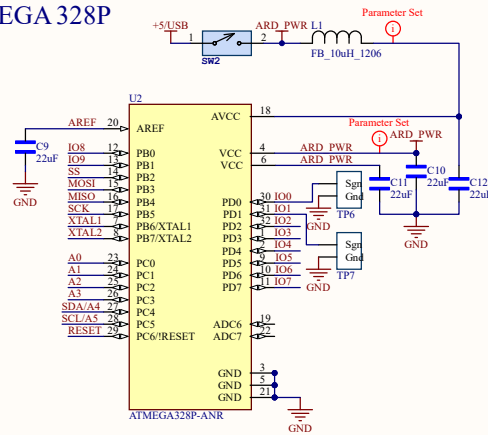 EGA 328P
Parameter Set
+5/USB
ARD_PWR
L1
1
2
SW2
FB_10uH_1206
U2
AVCC
18
AREF
20
AREF
C9
22uF
GND
Parameter Set
ARD_PWR
VCC
4
ARD_PWR
VCC
6
ARD_PWR
C10
22uF
C11
22uF
C12
22uF
GND
IO8
12
PB0
IO9
13
PB1
SS
14
PB2
MOSI
15
PB3
MISO
16
PB4
SCK
17
PB5
XTAL1
7
PB6/XTAL1
XTAL2
8
PB7/XTAL2
PD0
30
IO0
PD1
31
IO1
PD2
32
IO2
PD3
1
IO3
PD4
2
IO4
PD5
9
IO5
PD6
10
IO6
PD7
11
IO7
Sgn
Gnd
TP6
GND
Sgn
Gnd
TP7
GND
A0
23
PC0
A1
24
PC1
A2
25
PC2
A3
26
PC3
SDA/A4
27
PC4
SCL/A5
28
PC5
RESET
29
PC6/!RESET
ADC6
19
ADC7
22
GND
3
GND
5
GND
21
ATMEGA328P-ANR
GND